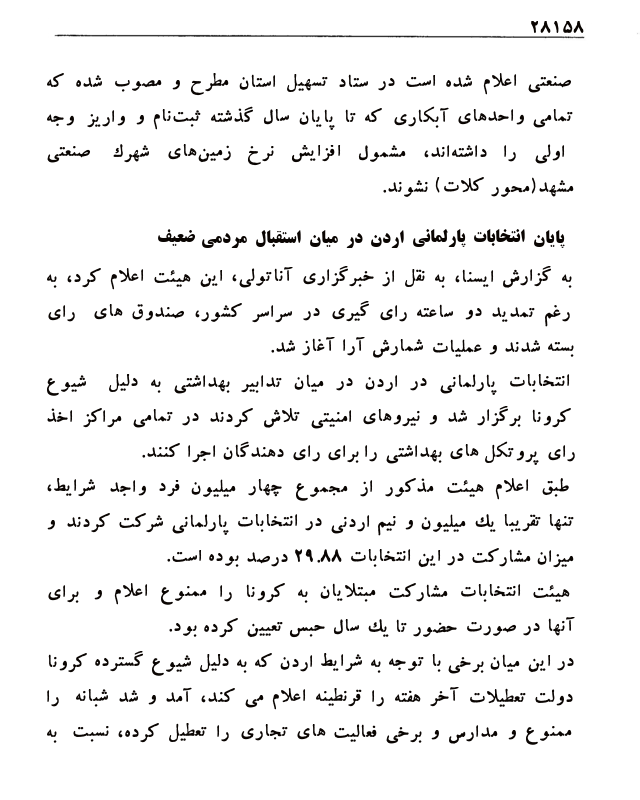 ۲۸۱۵۸
صنعتی اعلام شده است در ستاد تسهیل استان مطرح و مصوب شده که
تمامی واحدهای آبکاری که تا پایان سال گذشته ثبت‌نام و واریز وجه
اولی را داشته‌اند، مشمول افزایش نرخ زمین‌های شهرك صنعتی
مشهد(محور کلات) نشوند.
پایان انتخابات پارلمانی اردن در میان استقبال مردمی ضعیف
به گزارش ایسنا، به نقل از خبرگزاری آناتولی، این هیئت اعلام کرد، به
رغم تمدید دو ساعته رای گیری در سراسر کشور، صندوق های رای
بسته شدند و عملیات شمارش آرا آغاز شد.
انتخابات پارلمانی در اردن در میان تدابیر بهداشتی به دلیل شیوع
کرونا برگزار شد و نیروهای امنیتی تلاش کردند در تمامی مراکز اخذ
رای پروتکل های بهداشتی را برای رای دهندگان اجرا کنند.
طبق اعلام هیئت مذکور از مجموع چهار میلیون فرد واجد شرایط،
تنها تقریبا یك میلیون و نیم اردنی در انتخابات پارلمانی شرکت کردند و
میزان مشارکت در این انتخابات ۲۹.۸۸ درصد بوده است.
هیئت انتخابات مشارکت مبتلایان به کرونا را ممنوع اعلام و برای
آنها در صورت حضور تا یك سال حبس تعیین کرده بود.
در این میان برخی با توجه به شرایط اردن که به دلیل شیوع گسترده کرونا
دولت تعطیلات آخر هفته را قرنطینه اعلام می کند، آمد و شد شبانه را
ممنوع و مدارس و برخی فعالیت های تجاری را تعطیل کرده، نسبت به